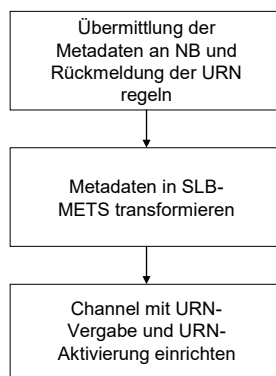 Übermittlung der
Metadaten an NB und
Rückmeldung der URN
regeln
Metadaten in SLB-
METS transformieren
Channel mit URN-
Vergabe und URN-
Aktivierung einrichten